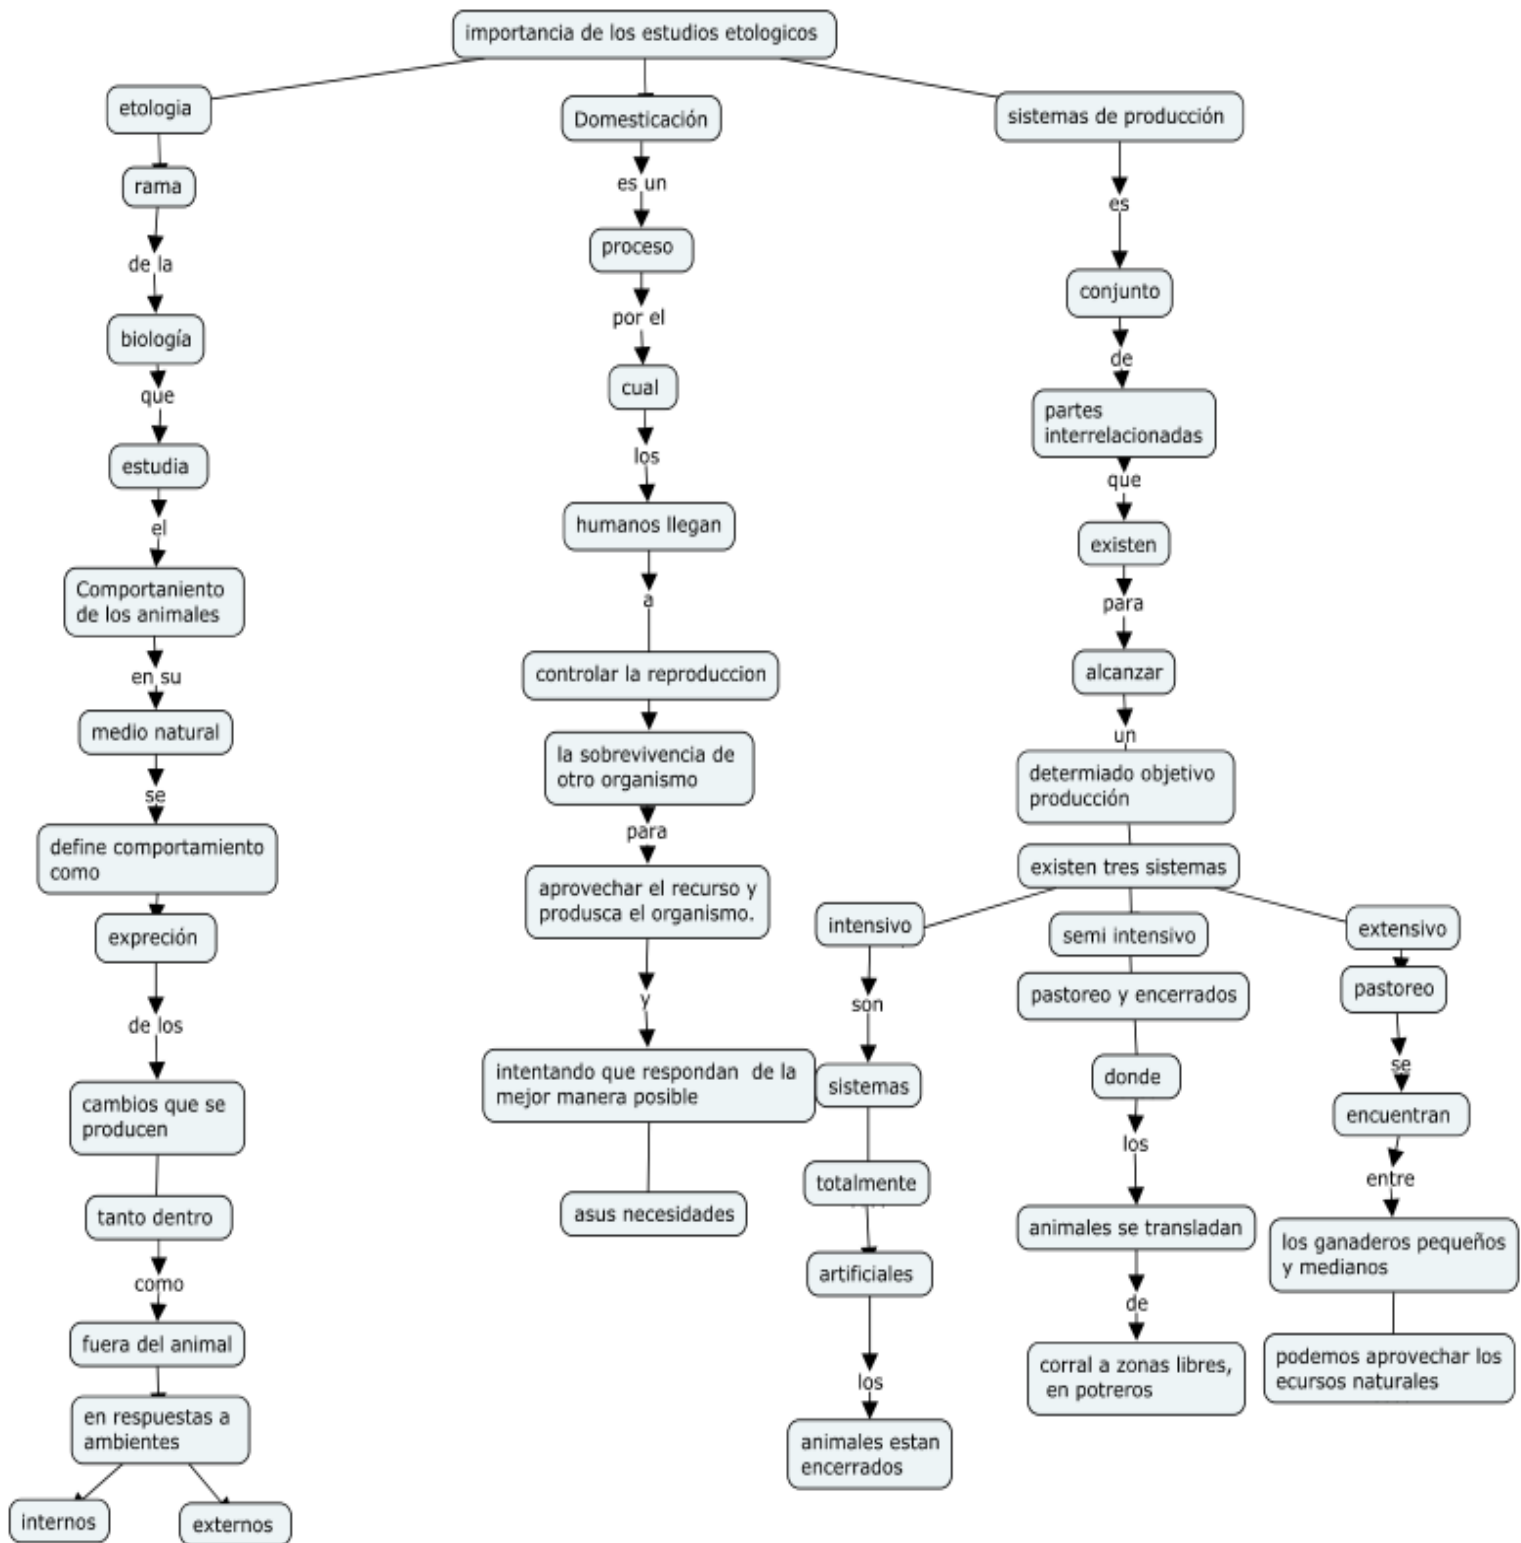 importancia de los estudios etologicos
etologia
rama
de la
biología
que
estudia
el
Comportaniento
de los animales
en su
medio natural
se
define comportamiento
como
expreción
de los
cambios que se
producen
tanto dentro
como
fuera del animal
en respuestas a
ambientes
internos
externos
Domesticación
es un
proceso
por el
cual
los
humanos llegan
a
controlar la reproduccion
la sobrevivencia de
otro organismo
para
aprovechar el recurso y
produsca el organismo.
y
intentando que respondan de la
mejor manera posible
asus necesidades
sistemas de producción
es
conjunto
de
partes
interrelacionadas
que
existen
para
alcanzar
un
determiado objetivo
producción
existen tres sistemas
intensivo
son
sistemas
totalmente
artificiales
los
animales estan
encerrados
semi intensivo
pastoreo y encerrados
donde
los
animales se transladan
de
corral a zonas libres,
en potreros
extensivo
pastoreo
se
encuentran
entre
los ganaderos pequeños
y medianos
podemos aprovechar los
ecursos naturales